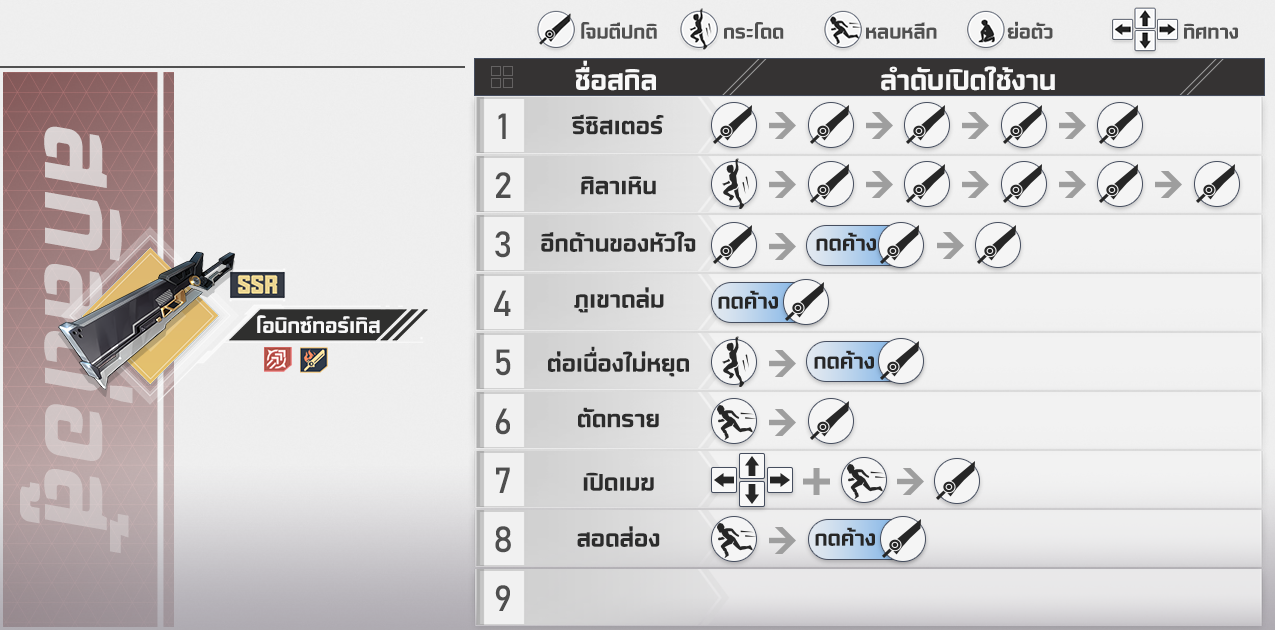 โจมตีปกติ
กระโดด
หลบหลีก
ย่อตัว
ทิศทาง
สกิลต่อสู้
SSR
โอนิกซ์ทอร์เทิส
ชื่อสกิล ลำดับเปิดใช้งาน
1 รีซิสเตอร์
2 ศิลาเหิน
3 อีกด้านของหัวใจ กดค้าง
4 ภูเขาถล่ม กดค้าง
5 ต่อเนื่องไม่หยุด กดค้าง
6 ตัดทราย
7 เปิดเมฆ
8 สอดส่อง กดค้าง
9